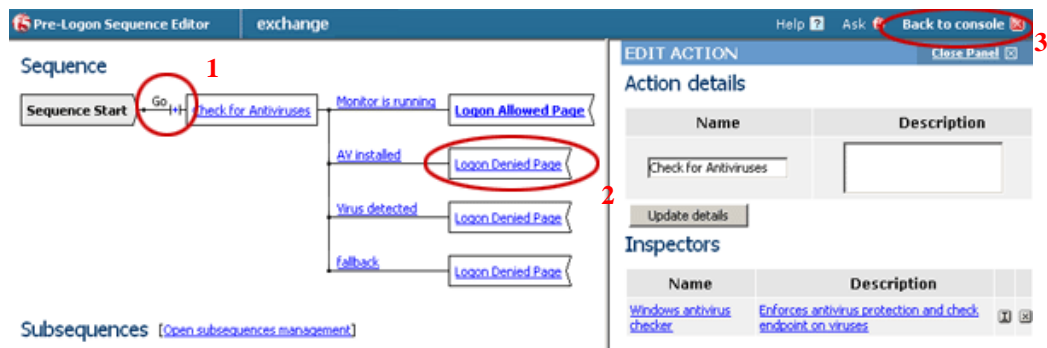 Pre-Logon Sequence Editor
exchange
Help ?
Ask
Back to console
3
Sequence
1
Sequence Start
Go
[+]
Check for Antiviruses
Monitor is running
Logon Allowed Page
AV installed
Logon Denied Page
2
Virus detected
Logon Denied Page
fallback
Logon Denied Page
Subsequences [Open subsequences management]
EDIT ACTION
Close Panel
Action details
Name
Description
Check for Antiviruses
Update details
Inspectors
Name
Description
Windows antivirus
checker
Enforces antivirus protection and check
endpoint on viruses